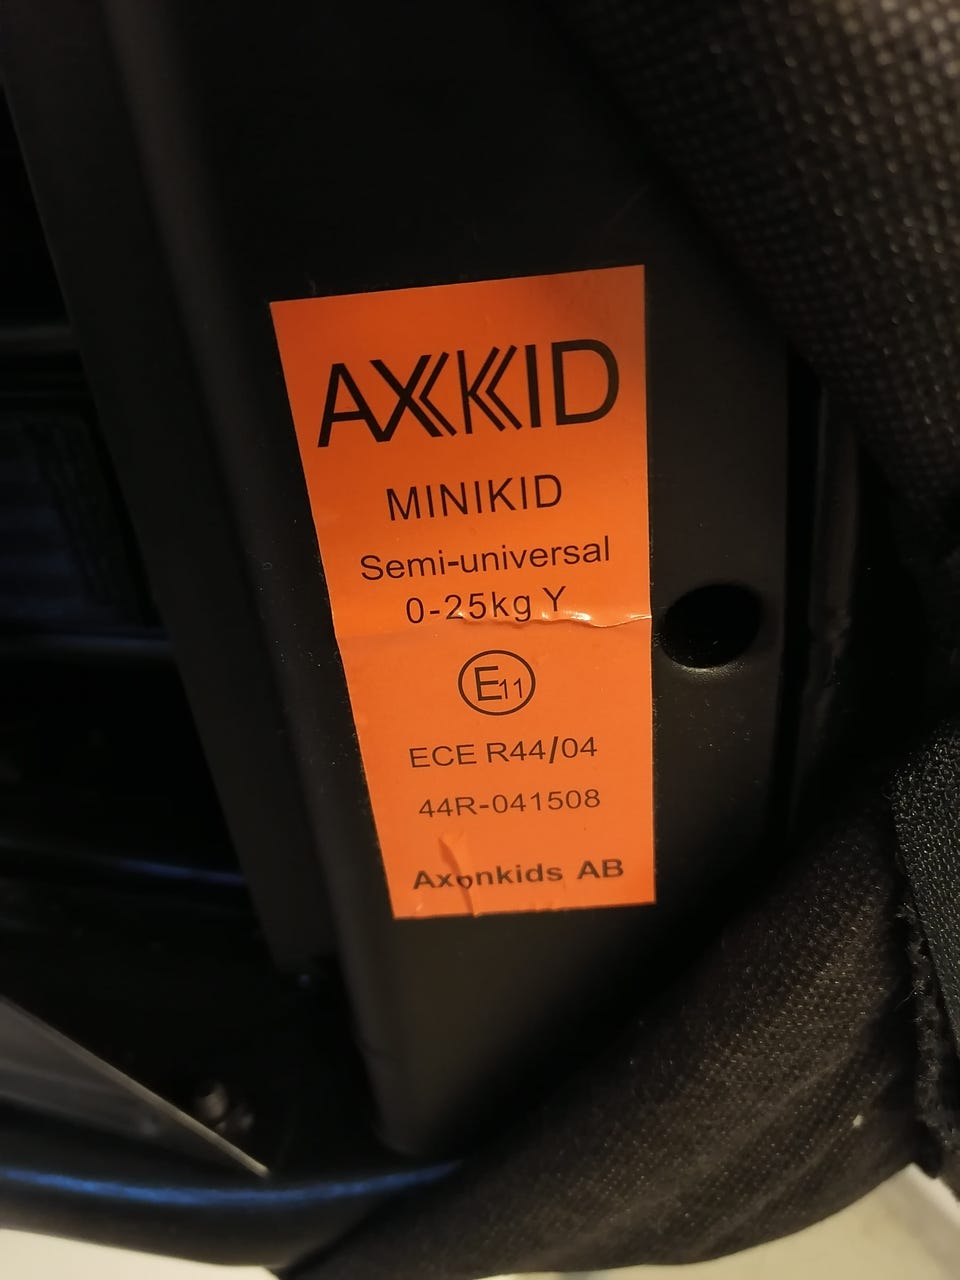 AXKID
MINIKID
Semi-universal
0-25kg Y
E11
ECE R44/04
44R-041508
Axonkids AB